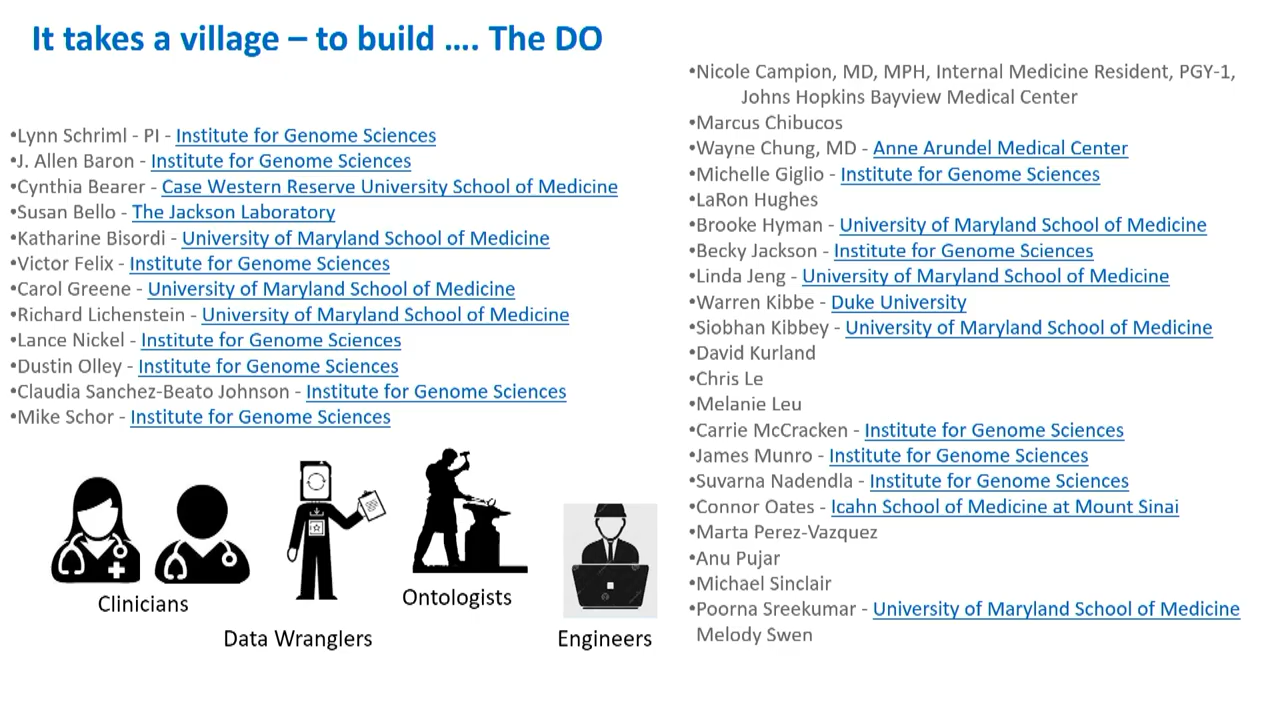 It takes a village – to build .... The DO
•Lynn Schriml - PI - Institute for Genome Sciences
•J. Allen Baron - Institute for Genome Sciences
•Cynthia Bearer - Case Western Reserve University School of Medicine
•Susan Bello - The Jackson Laboratory
•Katharine Bisordi - University of Maryland School of Medicine
•Victor Felix - Institute for Genome Sciences
•Carol Greene - University of Maryland School of Medicine
•Richard Lichenstein - University of Maryland School of Medicine
•Lance Nickel - Institute for Genome Sciences
•Dustin Olley - Institute for Genome Sciences
•Claudia Sanchez-Beato Johnson - Institute for Genome Sciences
•Mike Schor - Institute for Genome Sciences
Clinicians
Data Wranglers
Ontologists
Engineers
•Nicole Campion, MD, MPH, Internal Medicine Resident, PGY-1,
Johns Hopkins Bayview Medical Center
•Marcus Chibucos
•Wayne Chung, MD - Anne Arundel Medical Center
•Michelle Giglio - Institute for Genome Sciences
•LaRon Hughes
•Brooke Hyman - University of Maryland School of Medicine
•Becky Jackson - Institute for Genome Sciences
•Linda Jeng - University of Maryland School of Medicine
•Warren Kibbe - Duke University
•Siobhan Kibbey - University of Maryland School of Medicine
•David Kurland
•Chris Le
•Melanie Leu
•Carrie McCracken - Institute for Genome Sciences
•James Munro - Institute for Genome Sciences
•Suvarna Nadendla - Institute for Genome Sciences
•Connor Oates - Icahn School of Medicine at Mount Sinai
•Marta Perez-Vazquez
•Anu Pujar
•Michael Sinclair
•Poorna Sreekumar - University of Maryland School of Medicine
Melody Swen